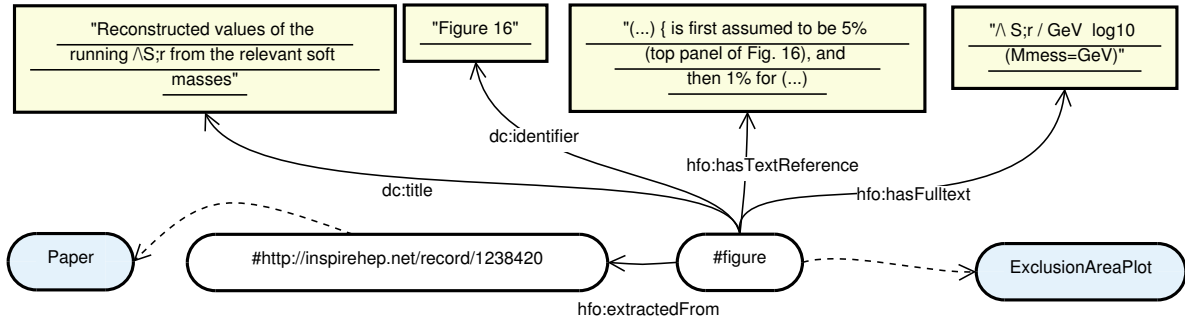 "Reconstructed values of the
running /\S;r from the relevant soft
masses"
"Figure 16"
"(...) { is first assumed to be 5%
(top panel of Fig. 16), and
then 1% for (...)
"/\ S;r / GeV  log10
(Mmess=GeV)"
dc:identifier
hfo:hasTextReference
dc:title
hfo:hasFulltext
Paper
#http://inspirehep.net/record/1238420
#figure
ExclusionAreaPlot
hfo:extractedFrom